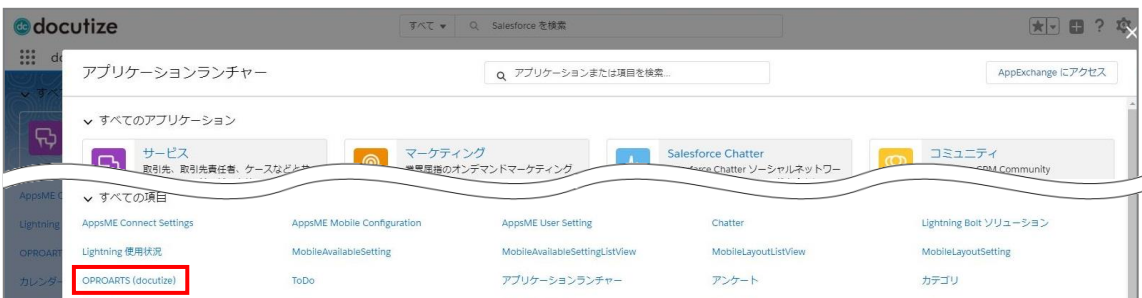 docutize
すべて
Salesforce を検索
アプリケーションランチャー
アプリケーションまたは項目を検索...
AppExchange にアクセス
すべてのアプリケーション
サービス
マーケティング
Salesforce Chatter
コミュニティ
取引先、取引先責任者、ケースなどと
業界屈指のオンデマンドマーケティング
Chatter ソーシャルネットワー
CRM Community
すべての項目
AppsME C
AppsME Connect Settings
AppsME Mobile Configuration
AppsME User Setting
Chatter
Lightning Bolt ソリューション
Lightning
Lightning 使用状況
MobileAvailableSetting
MobileAvailableSettingListView
MobileLayoutListView
MobileLayoutSetting
OPROART
OPROARTS (docutize)
ToDo
アプリケーションランチャー
アンケート
カテゴリ
カレンダー